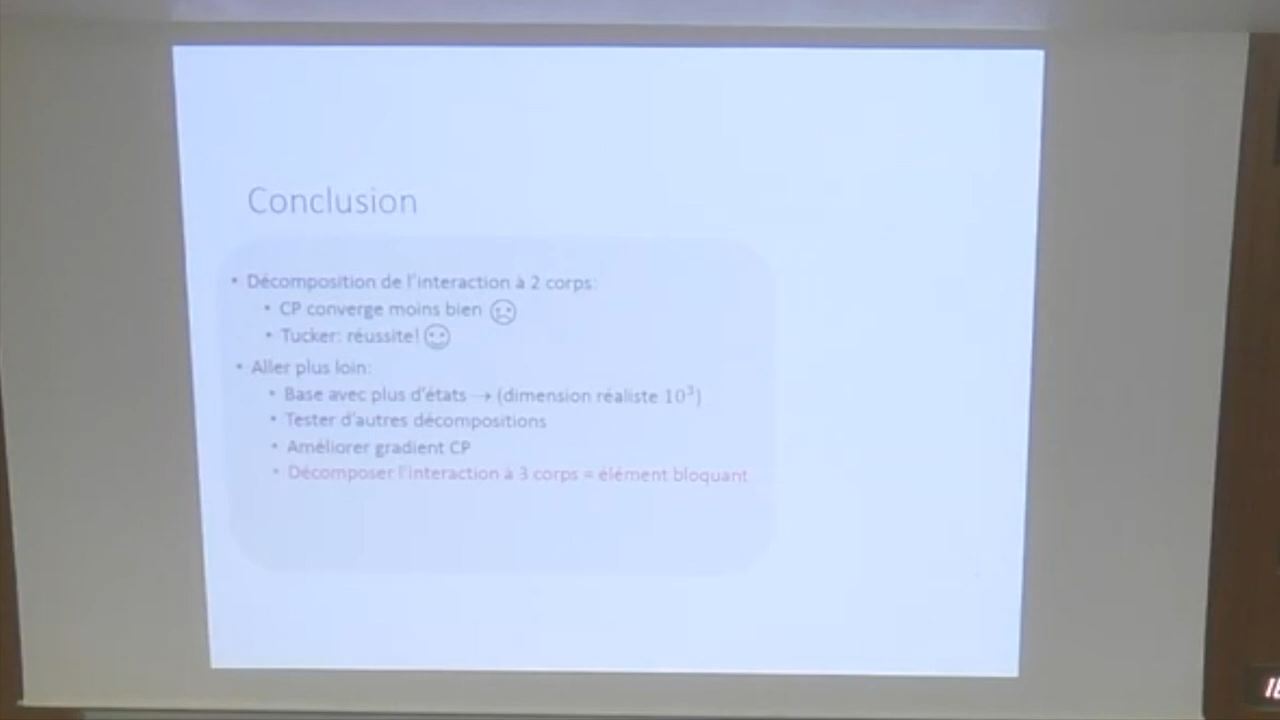 Conclusion
• Décomposition de l'interaction à 2 corps:
• CP converge moins bien ☹
• Tucker: réussite! ☺
• Aller plus loin:
• Base avec plus d'états → (dimension réaliste 10³)
• Tester d'autres décompositions
• Améliorer gradient CP
• Décomposer l'interaction à 3 corps = élément bloquant